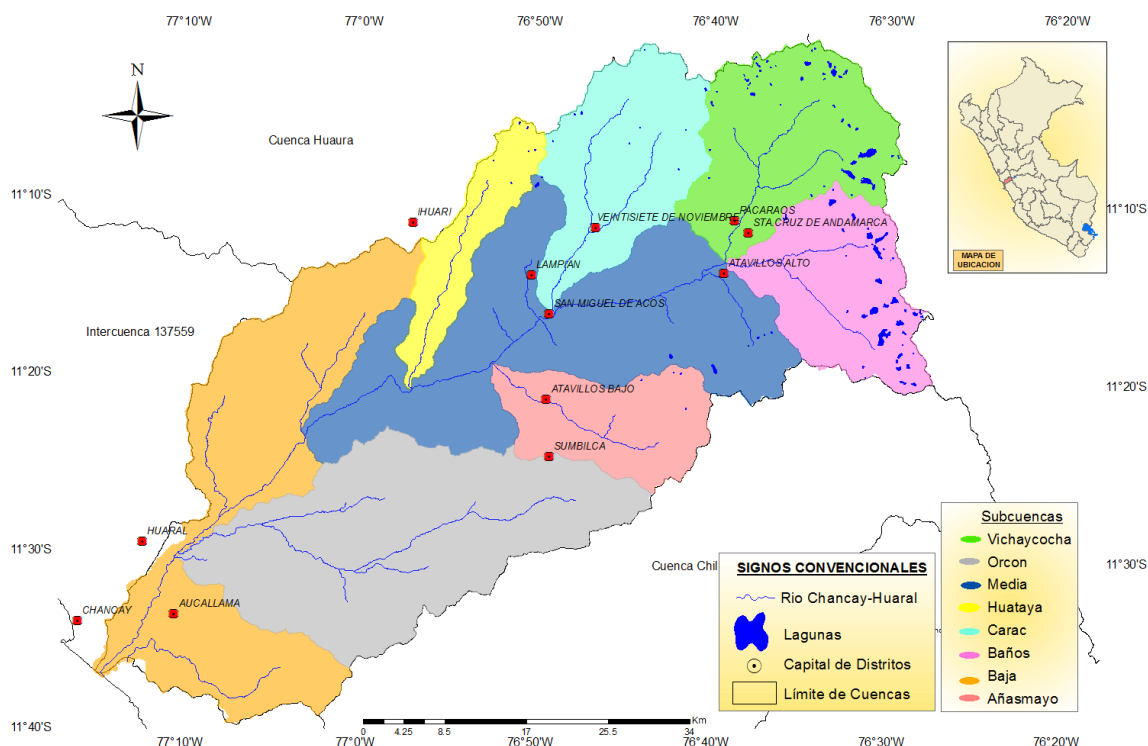 77°10'W 77°0'W 76°50'W 76°40'W 76°30'W 76°20'W
N
Cuenca Huaura
11°10'S
11°10'S
IHUARI
VEINTISIETE DE NOVIEMBRE
PACARAOS
STA CRUZ DE ANDAMARCA
LAMPIAN
ATAVILLOS ALTO
MAPA DE
UBICACION
SAN MIGUEL DE ACOS
Intercuenca 137559
11°20'S
11°20'S
ATAVILLOS BAJO
SUMBILCA
HUARAL
11°30'S
11°30'S
Cuenca Chil
CHANCAY
AUCALLAMA
SIGNOS CONVENCIONALES
Rio Chancay-Huaral
Lagunas
Capital de Distritos
Límite de Cuencas
Subcuencas
Vichaycocha
Orcon
Media
Huataya
Carac
Baños
Baja
Añasmayo
11°40'S
11°40'S
Km
0 4.25 8.5 17 25.5 34
77°10'W 77°0'W 76°50'W 76°40'W 76°30'W 76°20'W